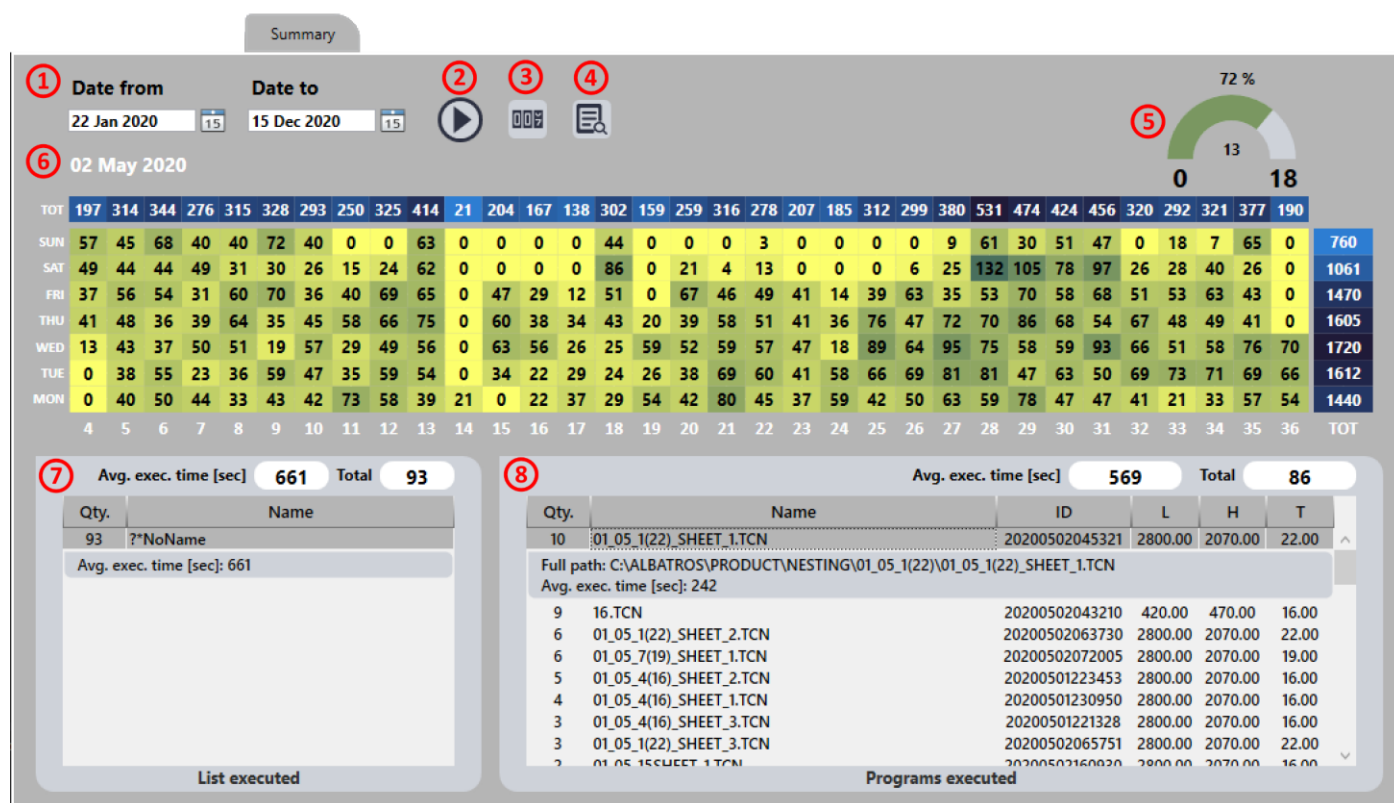 Summary
1 Date from Date to 2 3 4 72 %
22 Jan 2020 15 15 Dec 2020 15 5 13
6 02 May 2020 0 18
TOT 197 314 344 276 315 328 293 250 325 414 21 204 167 138 302 159 259 316 278 207 185 312 299 380 531 474 424 456 320 292 321 377 190
SUN 57 45 68 40 40 72 40 0 0 63 0 0 0 0 44 0 0 0 3 0 0 0 0 9 61 30 51 47 0 18 7 65 0 760
SAT 49 44 44 49 31 30 26 15 24 62 0 0 0 0 86 0 21 4 13 0 0 0 6 25 132 105 78 97 26 28 40 26 0 1061
FRI 37 56 54 31 60 70 36 40 69 65 0 47 29 12 51 0 67 46 49 41 14 39 63 35 53 70 58 68 51 53 63 43 0 1470
THU 41 48 36 39 64 35 45 58 66 75 0 60 38 34 43 20 39 58 51 41 36 76 47 72 70 86 68 54 67 48 49 41 0 1605
WED 13 43 37 50 51 19 57 29 49 56 0 63 56 26 25 59 52 59 57 47 18 89 64 95 75 58 59 93 66 51 58 76 70 1720
TUE 0 38 55 23 36 59 47 35 59 54 0 34 22 29 24 26 38 69 60 41 58 66 69 81 81 47 63 50 69 73 71 69 66 1612
MON 0 40 50 44 33 43 42 73 58 39 21 0 22 37 29 54 42 80 45 37 59 42 50 63 59 78 47 47 41 21 33 57 54 1440
4 5 6 7 8 9 10 11 12 13 14 15 16 17 18 19 20 21 22 23 24 25 26 27 28 29 30 31 32 33 34 35 36 TOT
7 Avg. exec. time [sec] 661 Total 93
Qty. Name
93 ?*NoName
Avg. exec. time [sec]: 661
List executed
8 Avg. exec. time [sec] 569 Total 86
Qty. Name ID L H T
10 01_05_1(22)_SHEET_1.TCN 20200502045321 2800.00 2070.00 22.00
Full path: C:\ALBATROS\PRODUCT\NESTING\01_05_1(22)\01_05_1(22)_SHEET_1.TCN
Avg. exec. time [sec]: 242
9 16.TCN 20200502043210 420.00 470.00 16.00
6 01_05_1(22)_SHEET_2.TCN 20200502063730 2800.00 2070.00 22.00
6 01_05_7(19)_SHEET_1.TCN 20200502072005 2800.00 2070.00 19.00
5 01_05_4(16)_SHEET_2.TCN 20200501223453 2800.00 2070.00 16.00
4 01_05_4(16)_SHEET_1.TCN 20200501230950 2800.00 2070.00 16.00
3 01_05_4(16)_SHEET_3.TCN 20200501221328 2800.00 2070.00 16.00
3 01_05_1(22)_SHEET_3.TCN 20200502065751 2800.00 2070.00 22.00
2 01_05_15SHEET_1.TCN 20200502160930 2800.00 2070.00 16.00
Programs executed